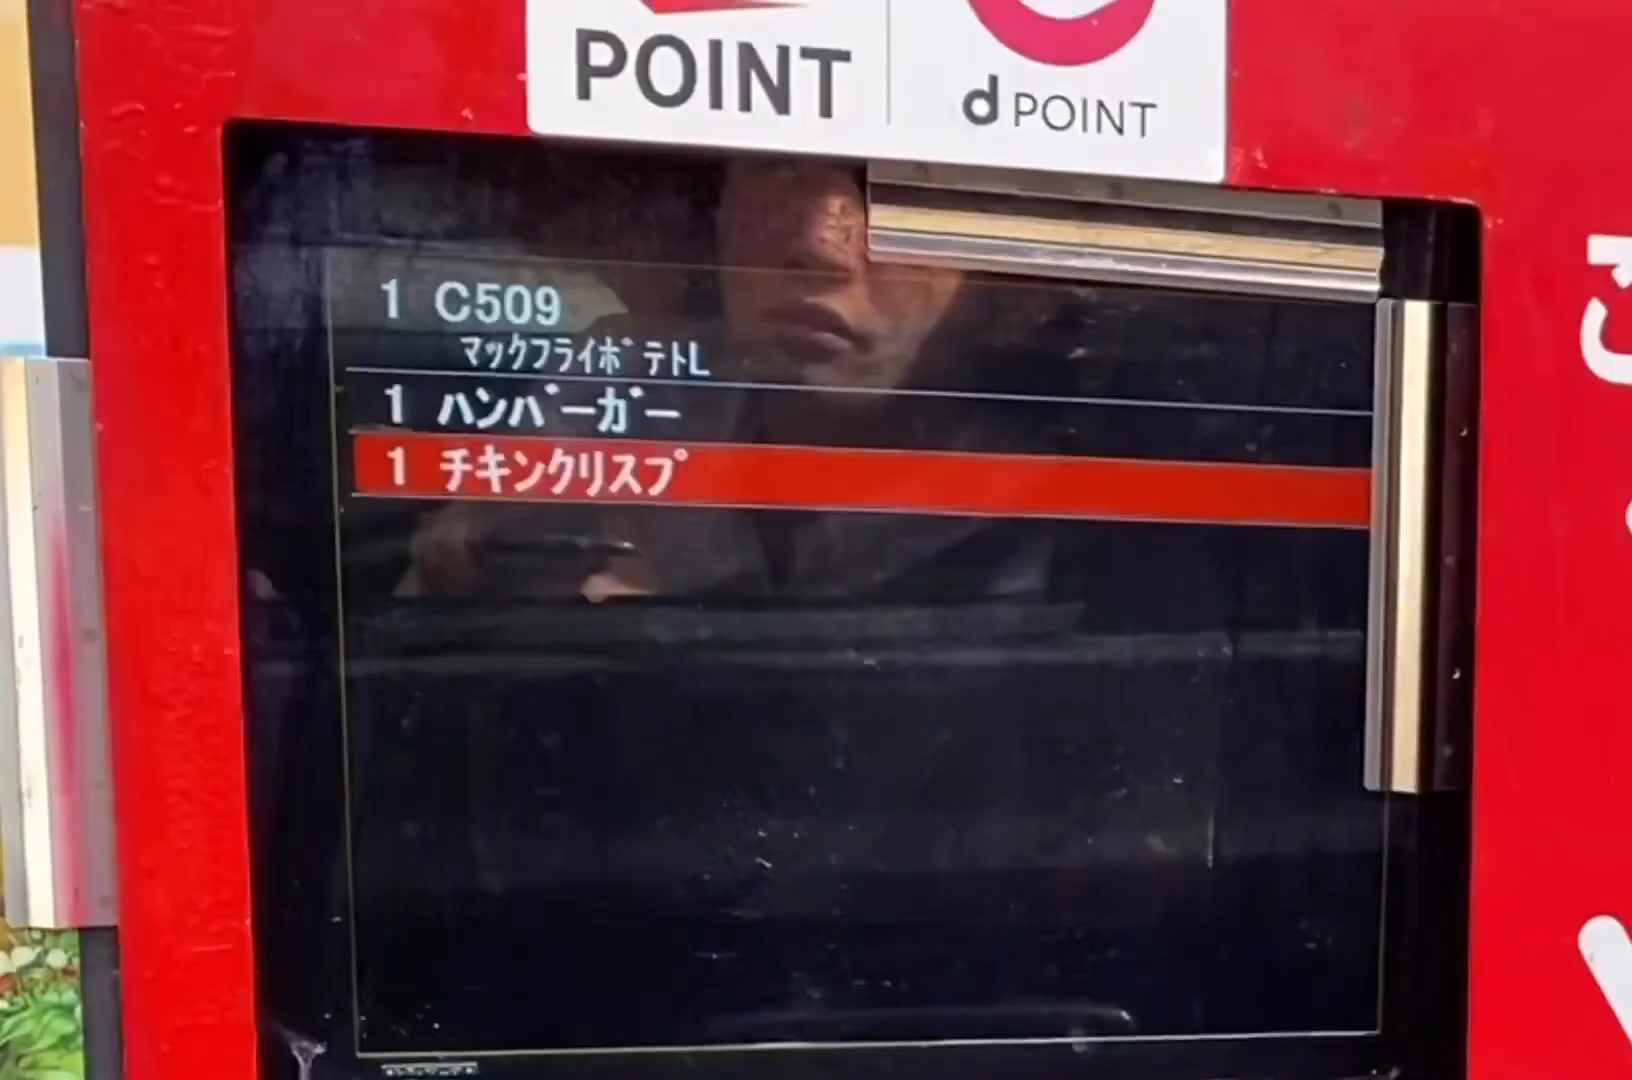 POINT
d POINT
1 C509
ﾏｯｸﾌﾗｲﾎﾟﾃﾄL
1 ﾊﾝﾊﾞｰｶﾞｰ
1 ﾁｷﾝｸﾘｽﾌﾟ